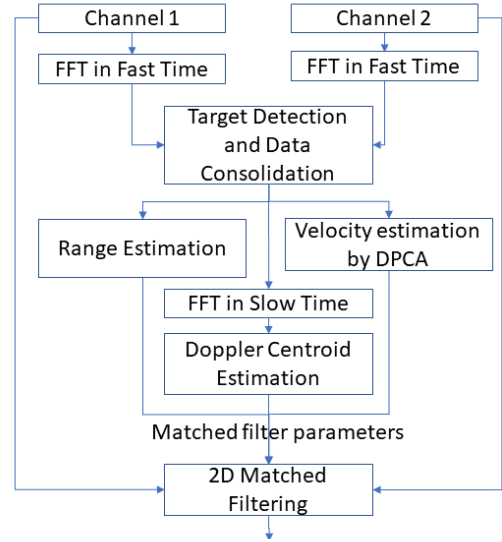 Channel 1
Channel 2
FFT in Fast Time
FFT in Fast Time
Target Detection
and Data
Consolidation
Range Estimation
Velocity estimation
by DPCA
FFT in Slow Time
Doppler Centroid
Estimation
Matched filter parameters
2D Matched
Filtering